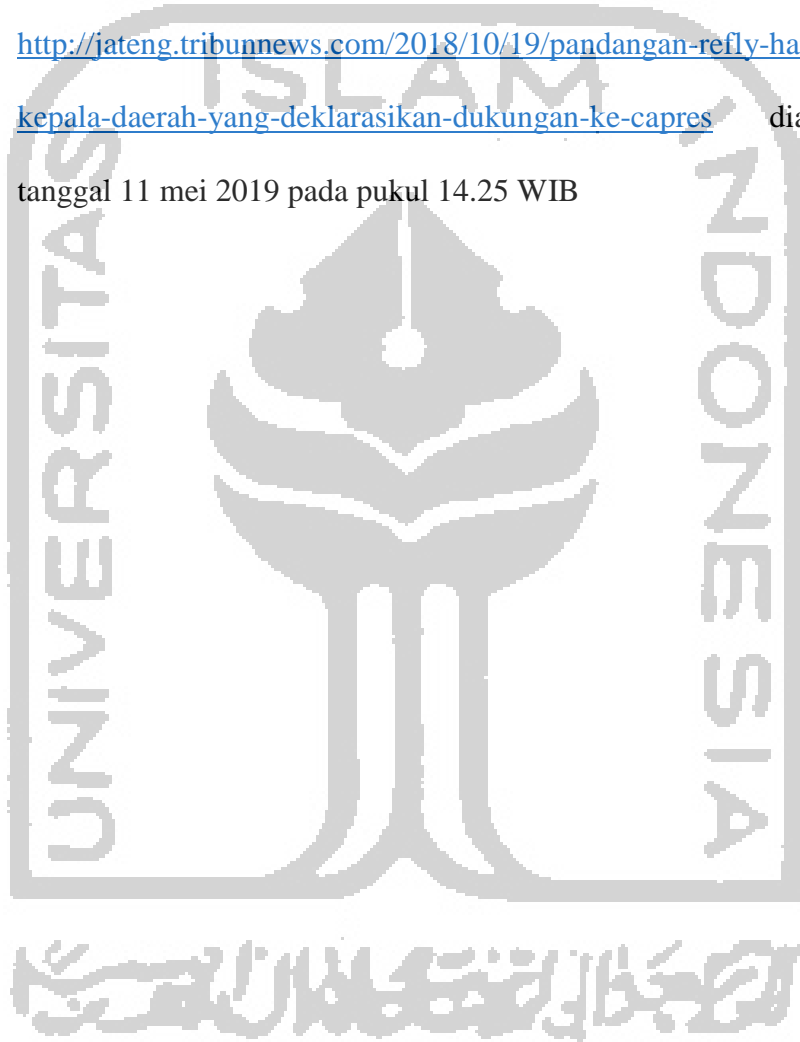 http://jateng.tribunnews.com/2018/10/19/pandangan-refly-ha
kepala-daerah-yang-deklarasikan-dukungan-ke-capres dia
tanggal 11 mei 2019 pada pukul 14.25 WIB
ISLAM
UNIVERSITAS
INDONESIA